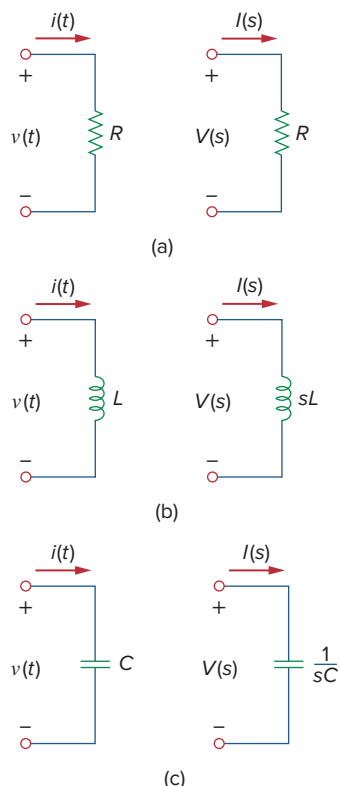 i(t) I(s)
+ +
v(t) R V(s) R
− −
(a)
i(t) I(s)
+ +
v(t) L V(s) sL
− −
(b)
i(t) I(s)
+ +
v(t) C V(s) 1/sC
− −
(c)